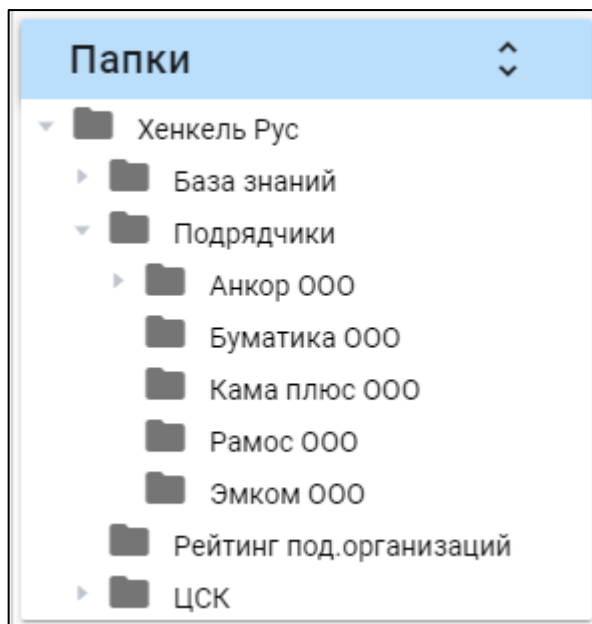 Папки
Хенкель Рус
База знаний
Подрядчики
Анкор ООО
Буматика ООО
Кама плюс ООО
Рамос ООО
Эмком ООО
Рейтинг под.организаций
ЦСК